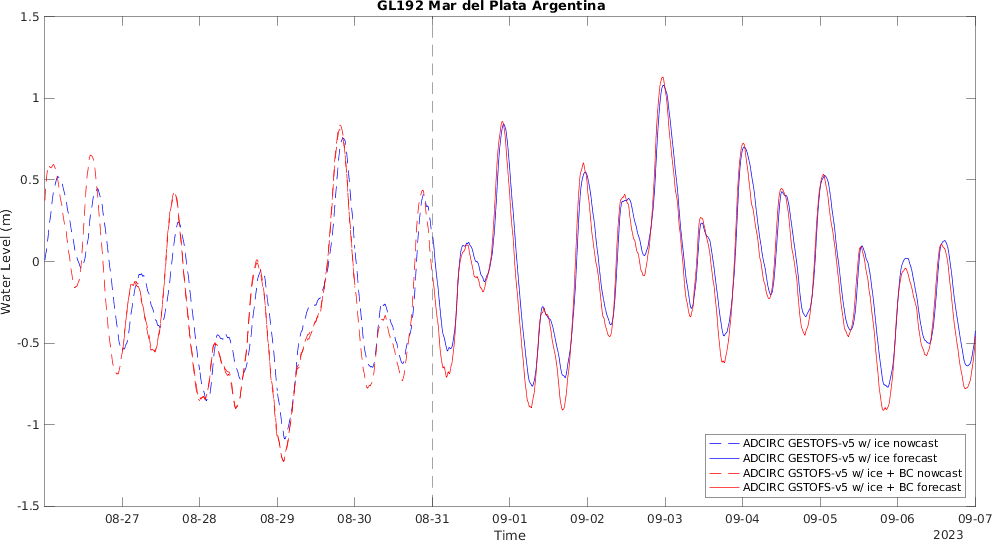 GL192 Mar del Plata Argentina
1.5
1
0.5
0
-0.5
-1
-1.5
Water Level (m)
08-27
08-28
08-29
08-30
08-31
09-01
09-02
09-03
09-04
09-05
09-06
09-07
Time
2023
ADCIRC GESTOFS-v5 w/ ice nowcast
ADCIRC GESTOFS-v5 w/ ice forecast
ADCIRC GSTOFS-v5 w/ ice + BC nowcast
ADCIRC GSTOFS-v5 w/ ice + BC forecast